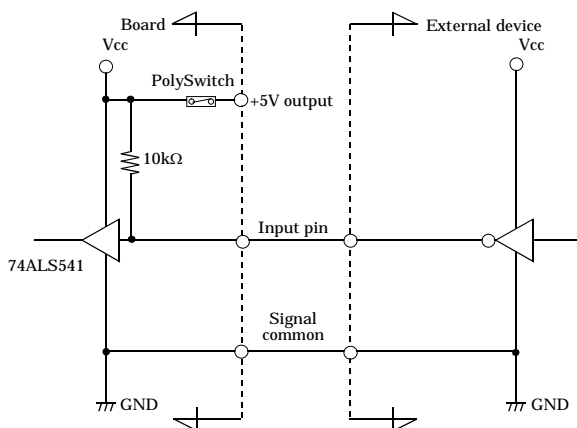 Board
External device
Vcc
Vcc
PolySwitch
+5V output
10kΩ
Input pin
74ALS541
Signal
common
GND
GND